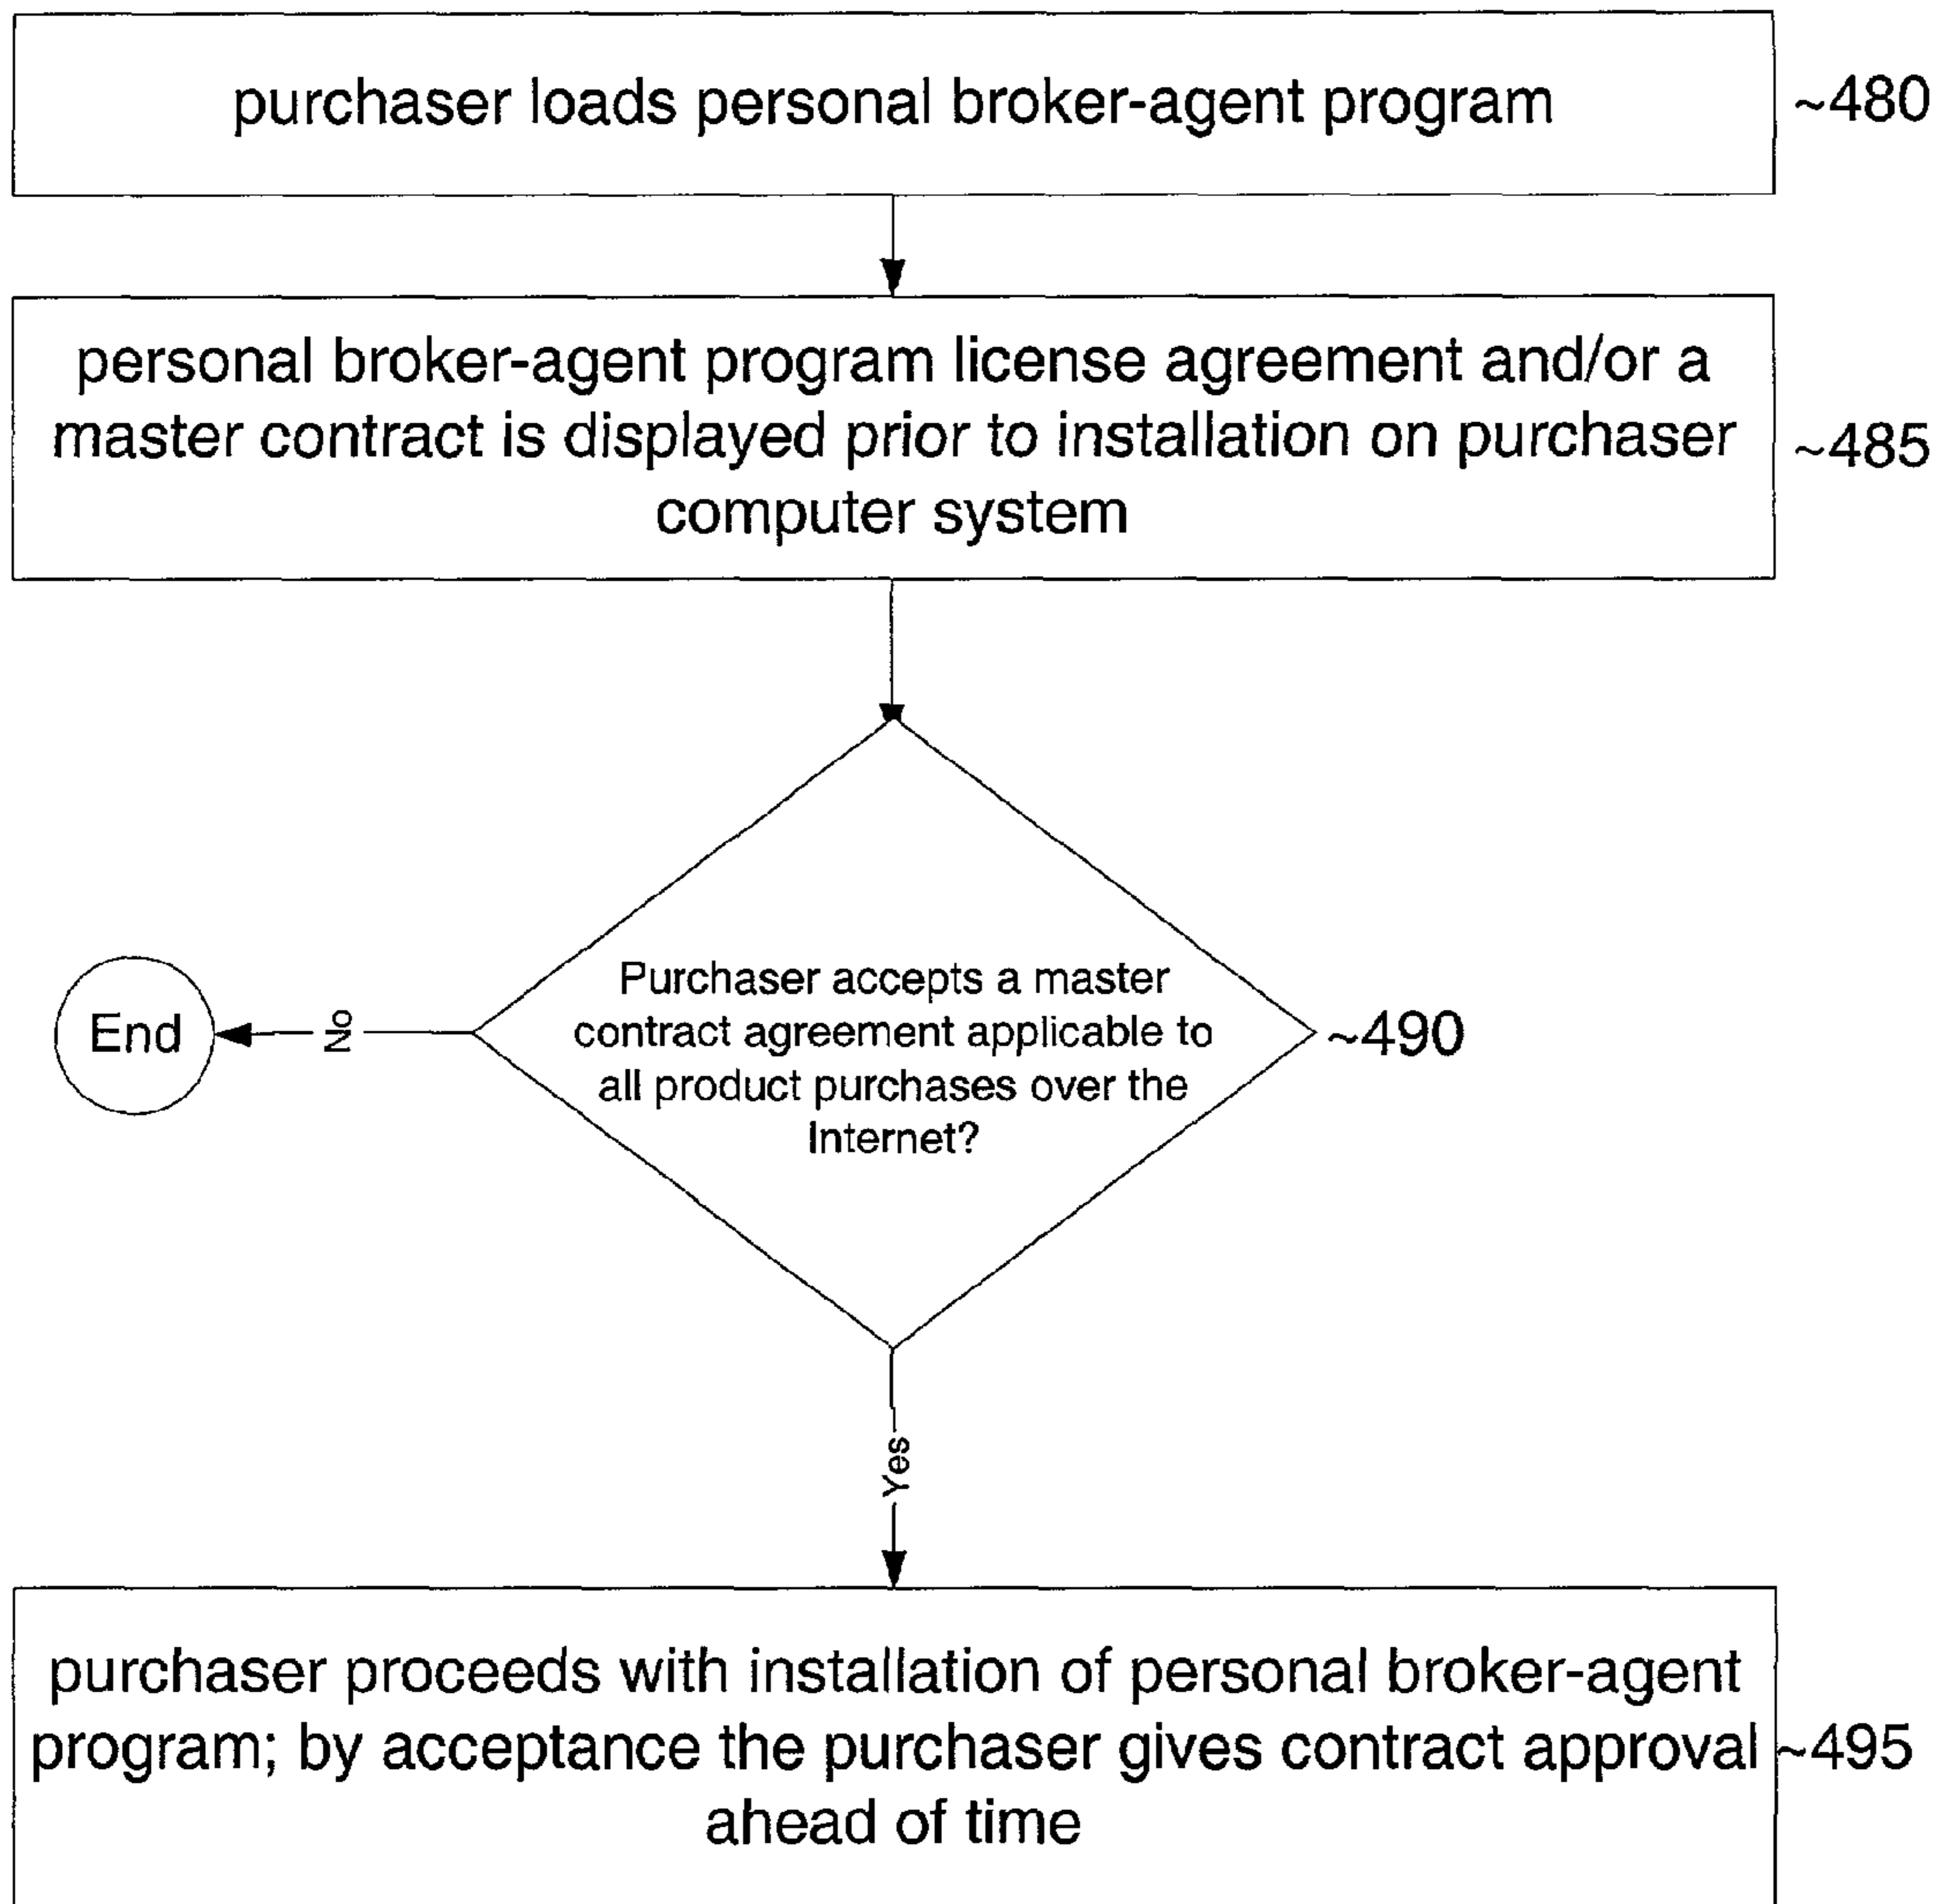 purchaser loads personal broker-agent program
~480
personal broker-agent program license agreement and/or a
master contract is displayed prior to installation on purchaser
computer system
~485
Purchaser accepts a master
contract agreement applicable to
all product purchases over the
Internet?
~490
No
End
Yes
purchaser proceeds with installation of personal broker-agent
program; by acceptance the purchaser gives contract approval
ahead of time
~495